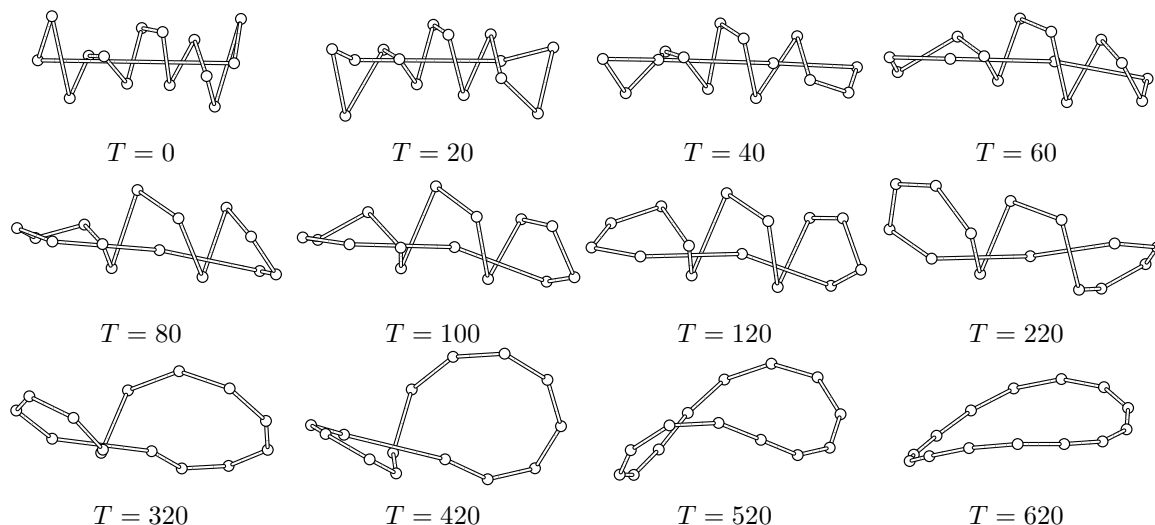 T = 0 T = 20 T = 40 T = 60
T = 80 T = 100 T = 120 T = 220
T = 320 T = 420 T = 520 T = 620